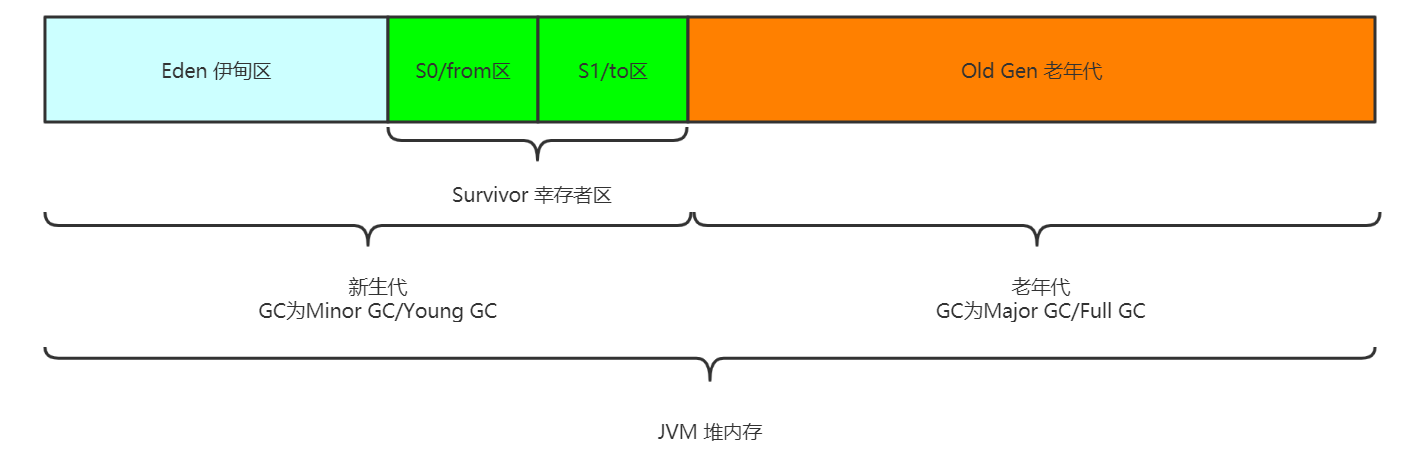 Eden 伊甸区
S0/from区
S1/to区
Old Gen 老年代
Survivor 幸存者区
新生代
GC为Minor GC/Young GC
老年代
GC为Major GC/Full GC
JVM 堆内存